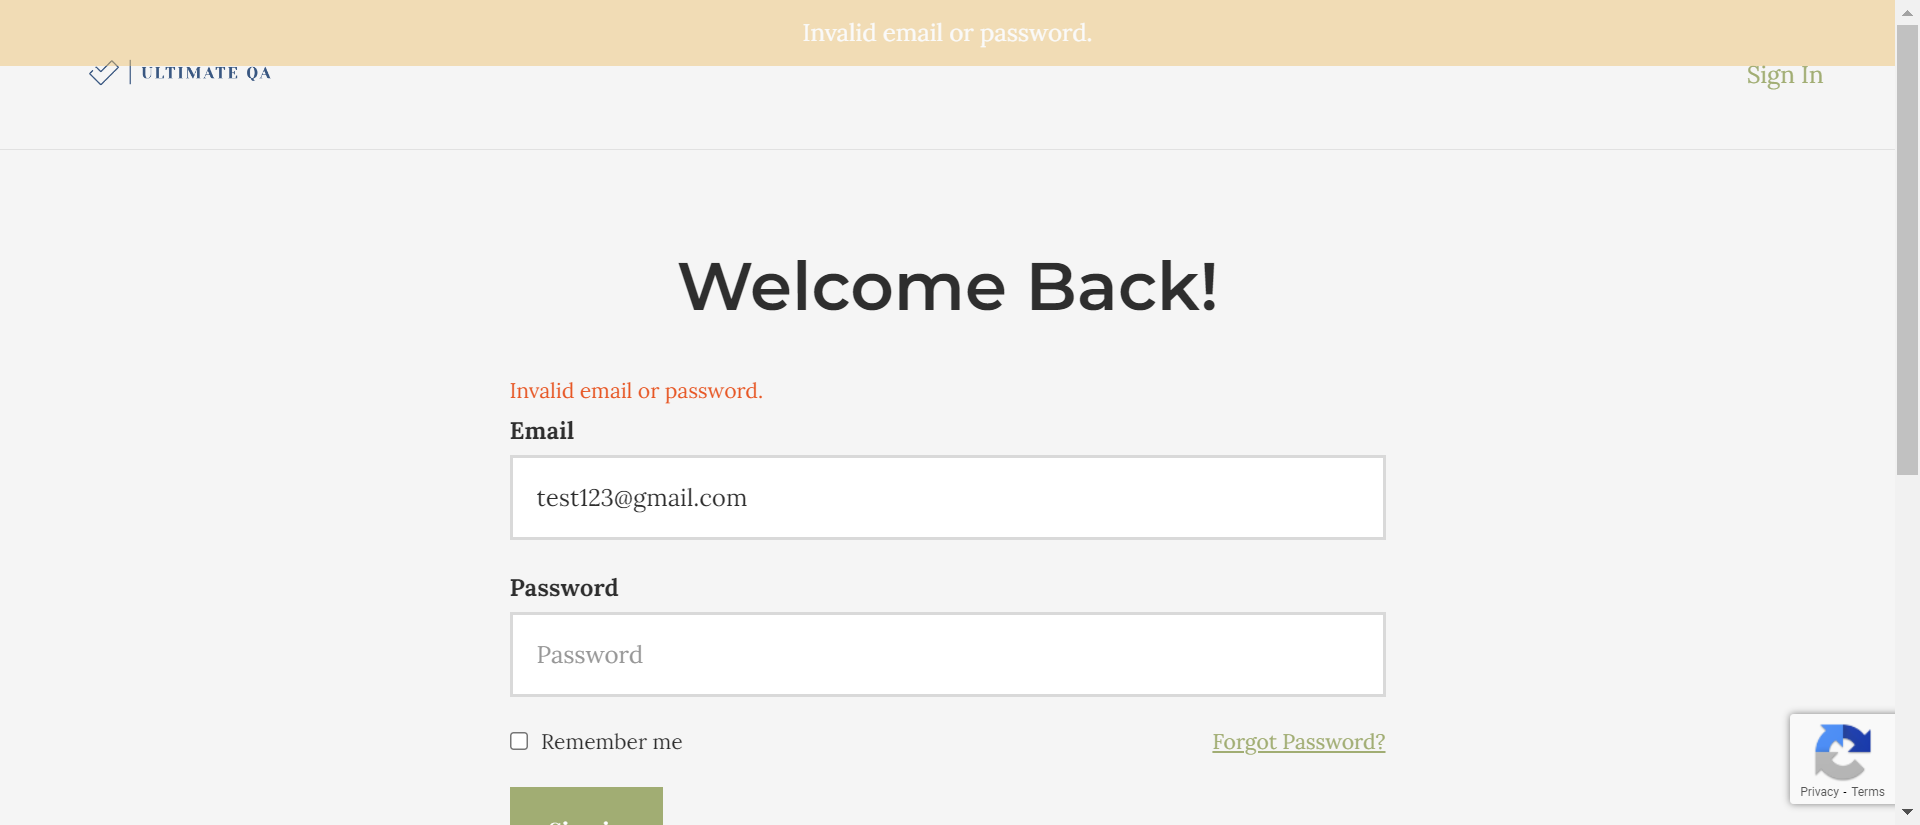 Invalid email or password.
ULTIMATE QA
Sign In
Welcome Back!
Invalid email or password.
Email
test123@gmail.com
Password
Password
Remember me
Forgot Password?
Privacy - Terms